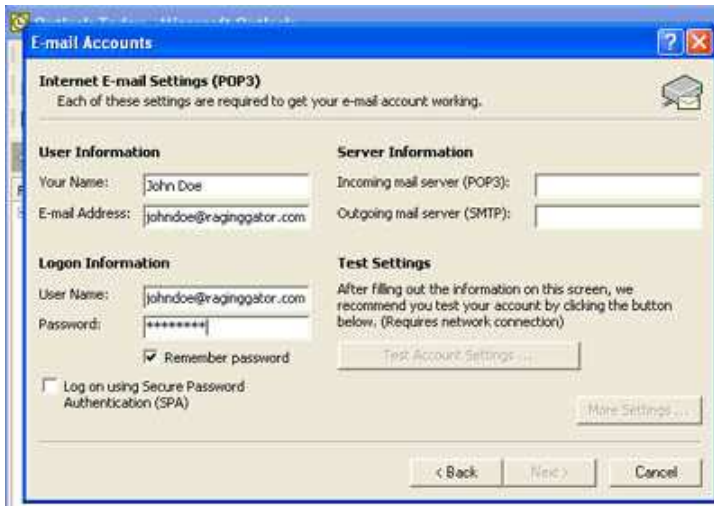 E-mail Accounts
Internet E-mail Settings (POP3)
Each of these settings are required to get your e-mail account working.
User Information
Your Name: John Doe
E-mail Address: johndoe@raginggator.com
Logon Information
User Name: johndoe@raginggator.com
Password: ********
Remember password
Log on using Secure Password
Authentication (SPA)
Server Information
Incoming mail server (POP3):
Outgoing mail server (SMTP):
Test Settings
After filling out the information on this screen, we
recommend you test your account by clicking the button
below. (Requires network connection)
Test Account Settings ...
More Settings ...
< Back
Next >
Cancel